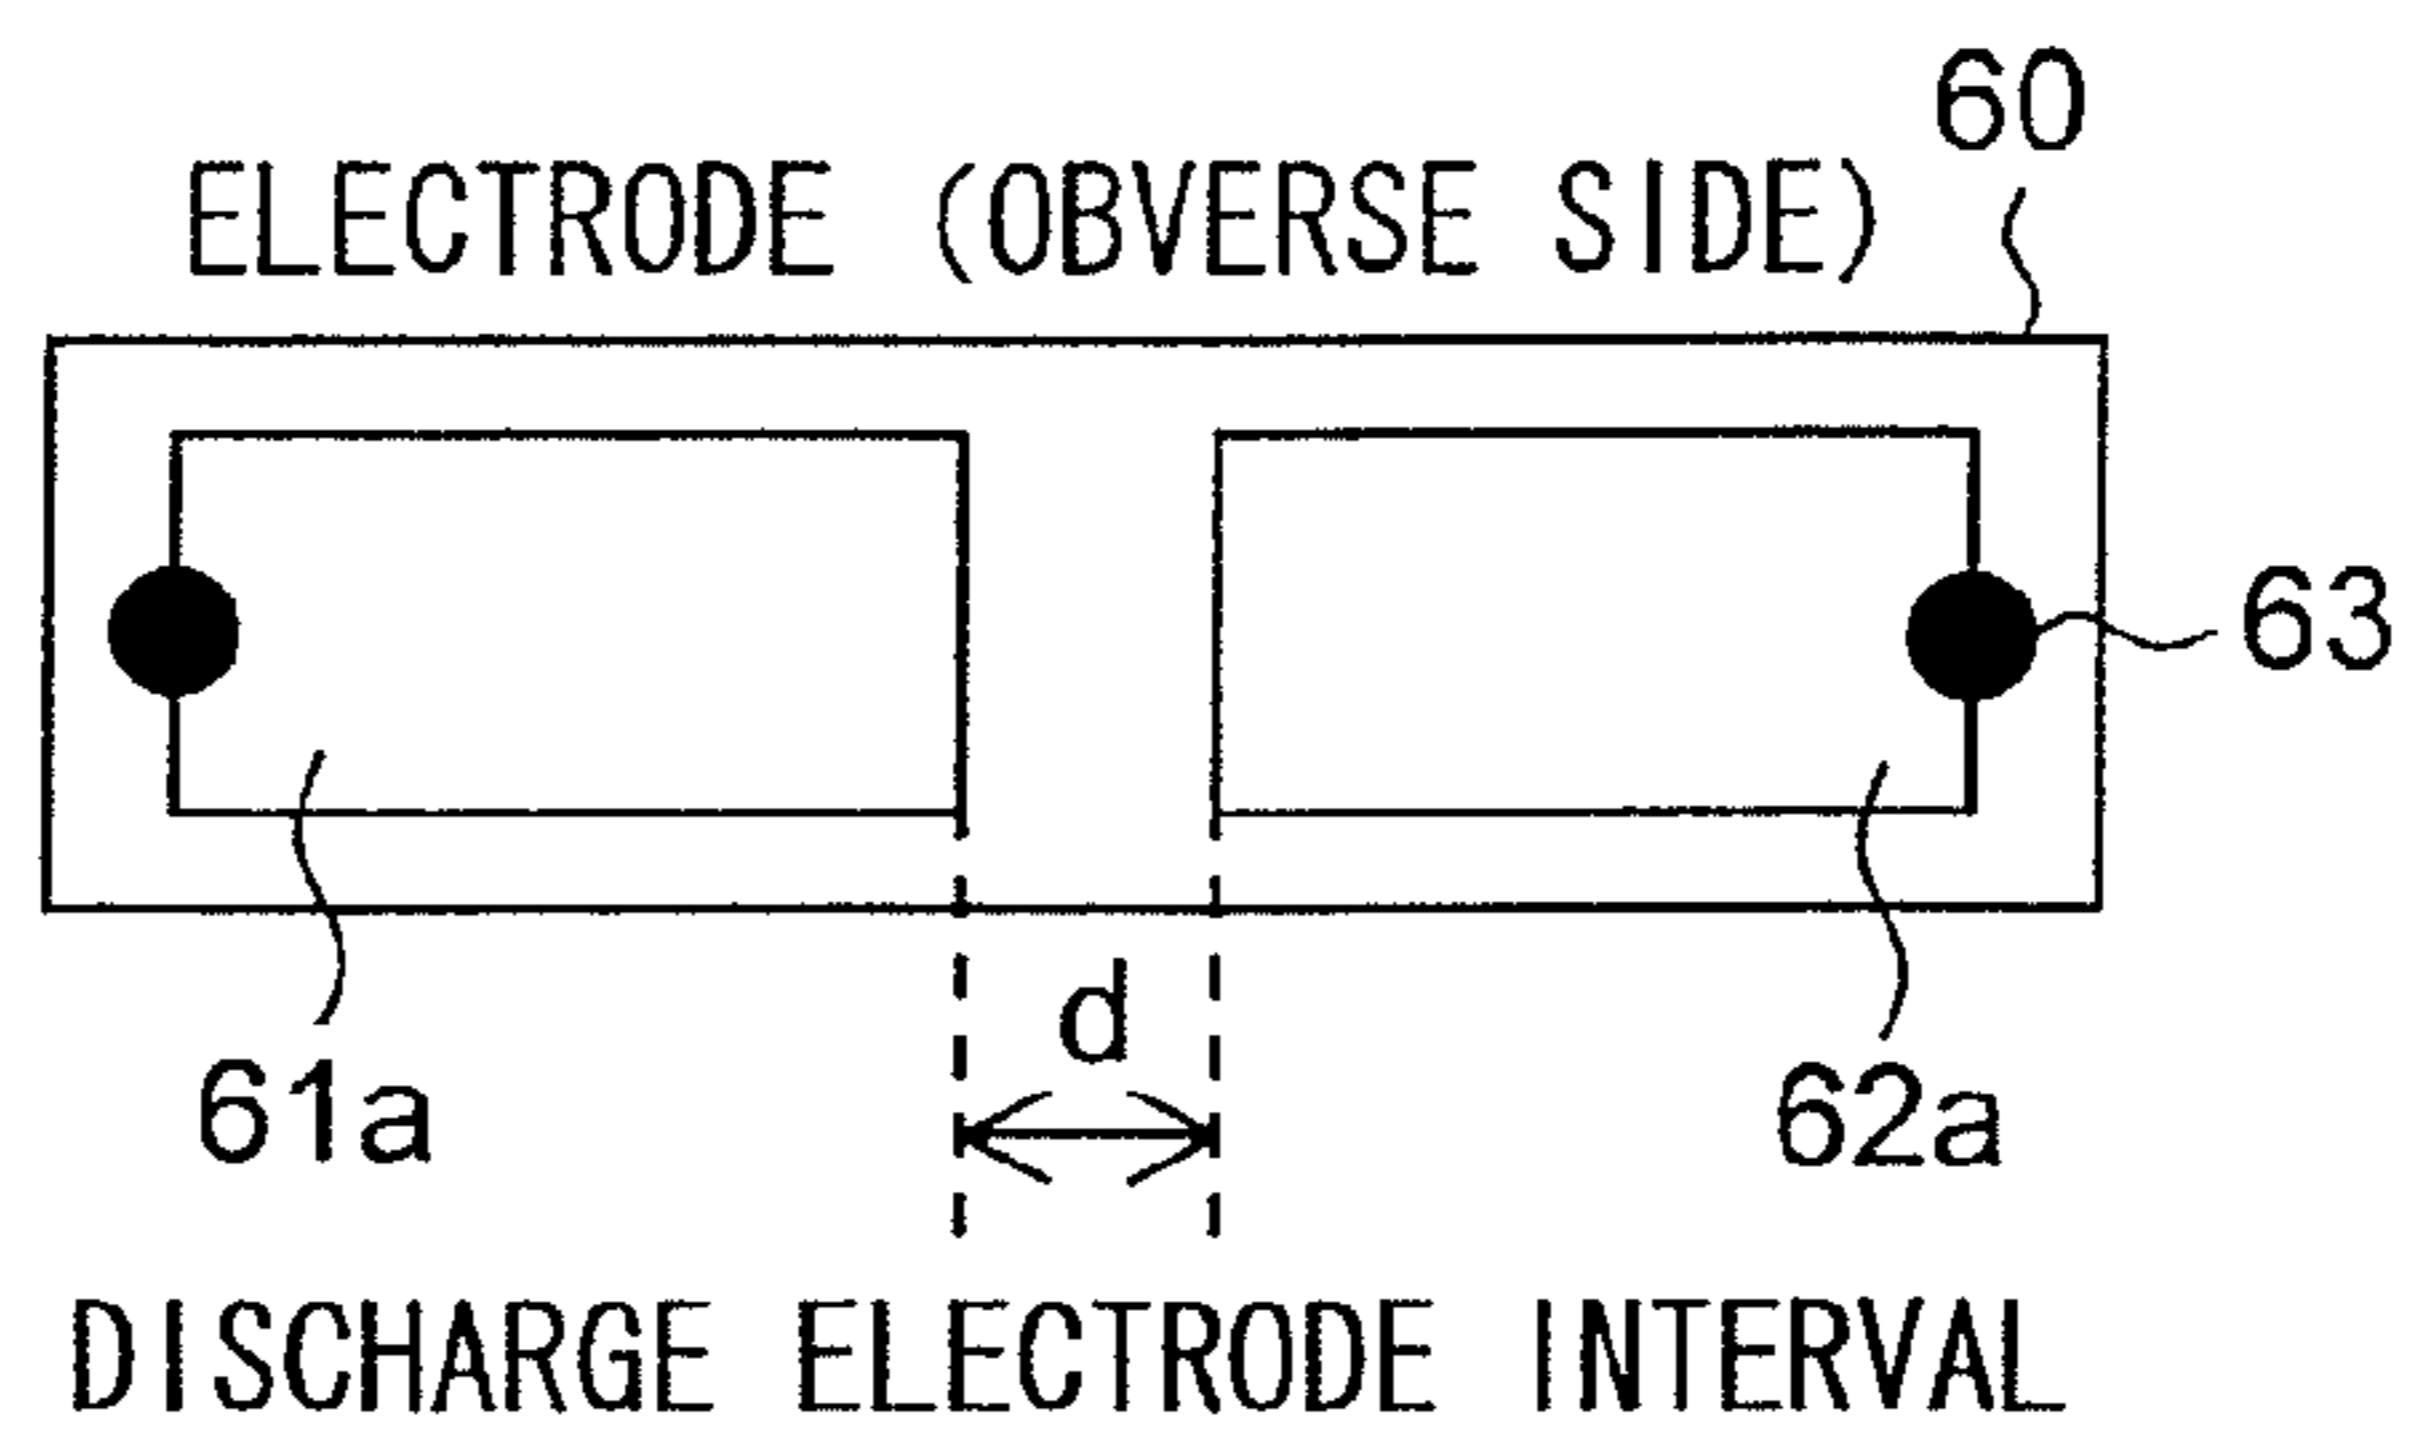 60
ELECTRODE (OBVERSE SIDE)
63
d
61a
62a
DISCHARGE ELECTRODE INTERVAL